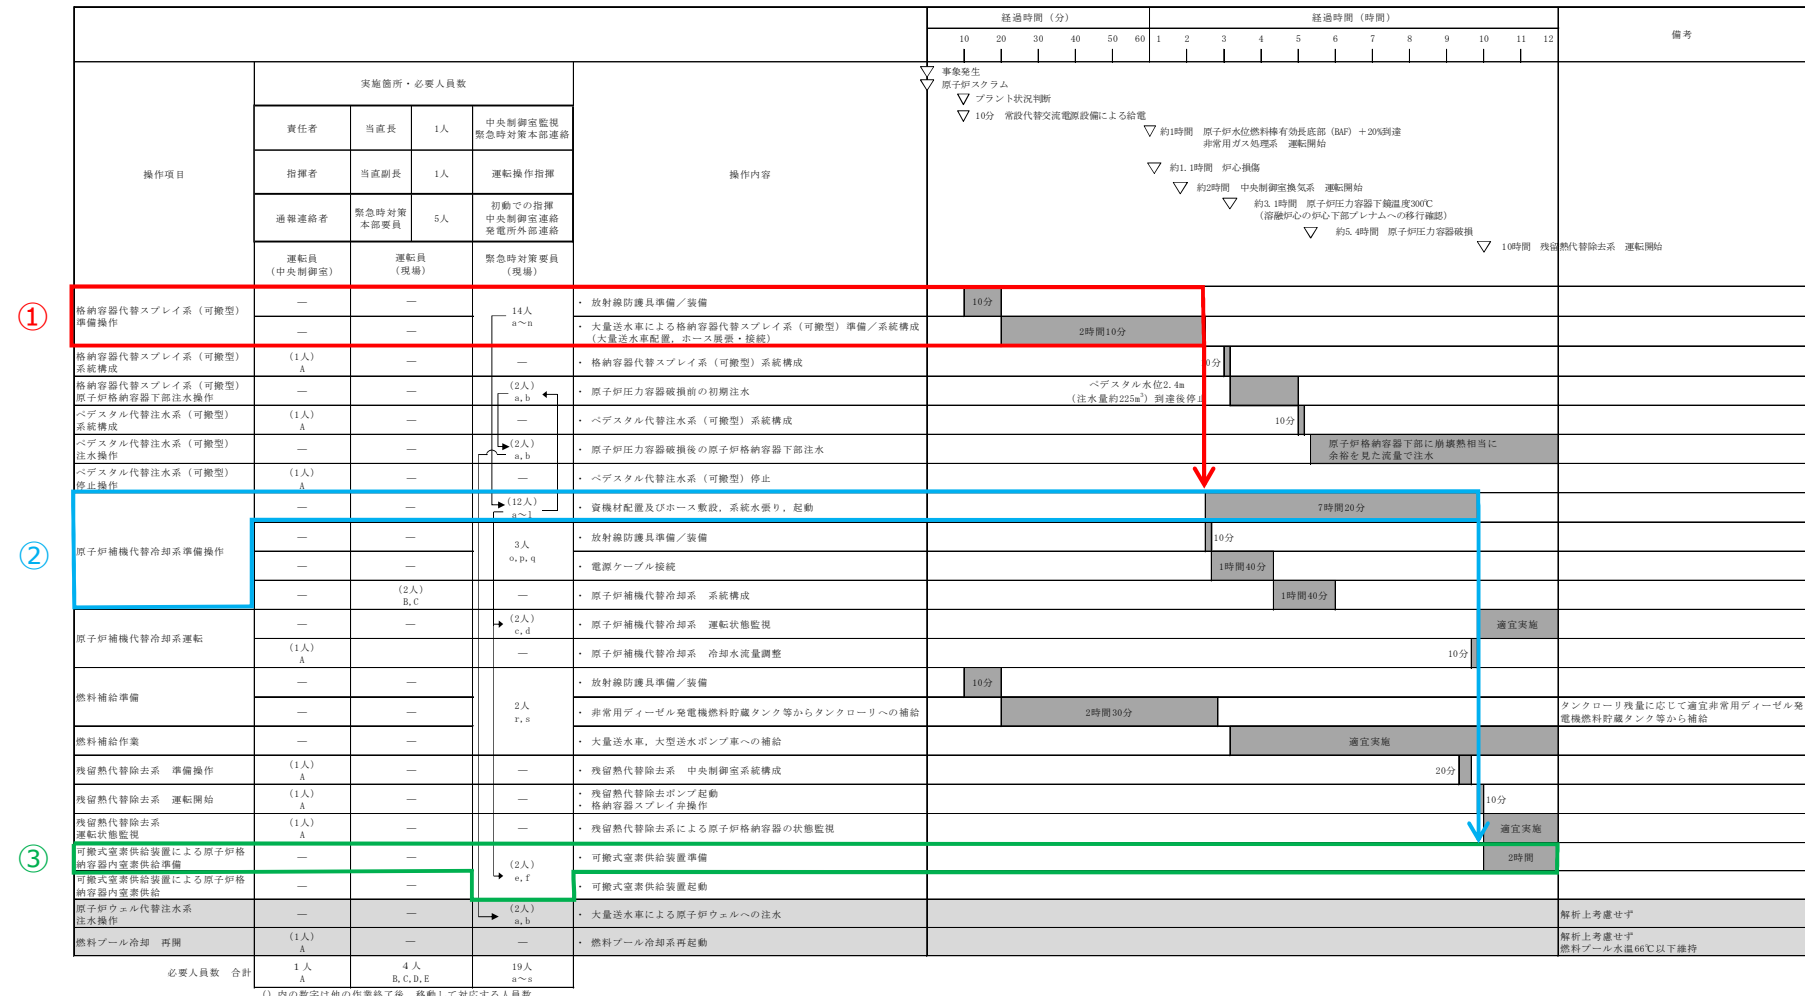 経過時間（分）
経過時間（時間）
備考
10
20
30
40
50
60
1
2
3
4
5
6
7
8
9
10
11
12
操作項目
実施箇所・必要人員数
操作内容
責任者
当直長
1人
中央制御室監視
緊急時対策本部連絡
指揮者
当直副長
1人
運転操作指揮
通報連絡者
緊急時対策
本部要員
5人
初動での指揮
中央制御室連絡
発電所外部連絡
運転員
（中央制御室）
運転員
（現場）
緊急時対策要員
（現場）
事象発生
原子炉スクラム
プラント状況判断
10分　常設代替交流電源設備による給電
約1時間　原子炉水位燃料棒有効長底部（BAF）＋20%到達
非常用ガス処理系　運転開始
約1.1時間　炉心損傷
約2時間　中央制御室換気系　運転開始
約3.1時間　原子炉圧力容器下鏡温度300℃
（溶融炉心の炉心下部プレナムへの移行確認）
約5.4時間　原子炉圧力容器破損
10時間　残留熱代替除去系　運転開始
①
格納容器代替スプレイ系（可搬型）
準備操作
―
―
14人
a～n
・ 放射線防護具準備／装備
10分
―
―
・ 大量送水車による格納容器代替スプレイ系（可搬型）準備／系統構成
（大量送水車配置，ホース展張・接続）
2時間10分
格納容器代替スプレイ系（可搬型）
系統構成
（1人）
A
―
―
・ 格納容器代替スプレイ系（可搬型）系統構成
0分
格納容器代替スプレイ系（可搬型）
原子炉格納容器下部注水操作
―
―
（2人）
a,b
・ 原子炉圧力容器破損前の初期注水
ペデスタル水位2.4m
（注水量約225m³）到達後停止
ペデスタル代替注水系（可搬型）
系統構成
（1人）
A
―
―
・ ペデスタル代替注水系（可搬型）系統構成
10分
ペデスタル代替注水系（可搬型）
注水操作
―
―
（2人）
a,b
・ 原子炉圧力容器破損後の原子炉格納容器下部注水
原子炉格納容器下部に崩壊熱相当に
余裕を見た流量で注水
ペデスタル代替注水系（可搬型）
停止操作
（1人）
A
―
―
・ ペデスタル代替注水系（可搬型）停止
②
原子炉補機代替冷却系準備操作
―
―
（12人）
a～l
・ 資機材配置及びホース敷設，系統水張り，起動
7時間20分
―
―
3人
o,p,q
・ 放射線防護具準備／装備
10分
―
―
・ 電源ケーブル接続
1時間40分
―
（2人）
B,C
―
・ 原子炉補機代替冷却系　系統構成
1時間40分
原子炉補機代替冷却系運転
―
―
（2人）
c,d
・ 原子炉補機代替冷却系　運転状態監視
適宜実施
（1人）
A
―
―
・ 原子炉補機代替冷却系　冷却水流量調整
10分
燃料補給準備
―
―
2人
r,s
・ 放射線防護具準備／装備
10分
―
―
・ 非常用ディーゼル発電機燃料貯蔵タンク等からタンクローリへの補給
2時間30分
タンクローリ残量に応じて適宜非常用ディーゼル発
電機燃料貯蔵タンク等から補給
燃料補給作業
―
―
・ 大量送水車，大型送水ポンプ車への補給
適宜実施
残留熱代替除去系　準備操作
（1人）
A
―
―
・ 残留熱代替除去系　中央制御室系統構成
20分
残留熱代替除去系　運転開始
（1人）
A
―
―
・ 残留熱代替除去ポンプ起動
・ 格納容器スプレイ弁操作
10分
残留熱代替除去系
運転状態監視
（1人）
A
―
―
・ 残留熱代替除去系による原子炉格納容器の状態監視
適宜実施
③
可搬式窒素供給装置による原子炉格
納容器内窒素供給準備
―
―
（2人）
e,f
・ 可搬式窒素供給装置準備
2時間
可搬式窒素供給装置による原子炉格
納容器内窒素供給
―
―
・ 可搬式窒素供給装置起動
原子炉ウェル代替注水系
注水操作
―
―
（2人）
a,b
・ 大量送水車による原子炉ウェルへの注水
解析上考慮せず
燃料プール冷却　再開
（1人）
A
―
―
・ 燃料プール冷却系再起動
解析上考慮せず
燃料プール水温66℃以下維持
必要人員数　合計
1人
A
4人
B,C,D,E
19人
a～s
（）内の数字は他の作業終了後，移動して対応する人員数